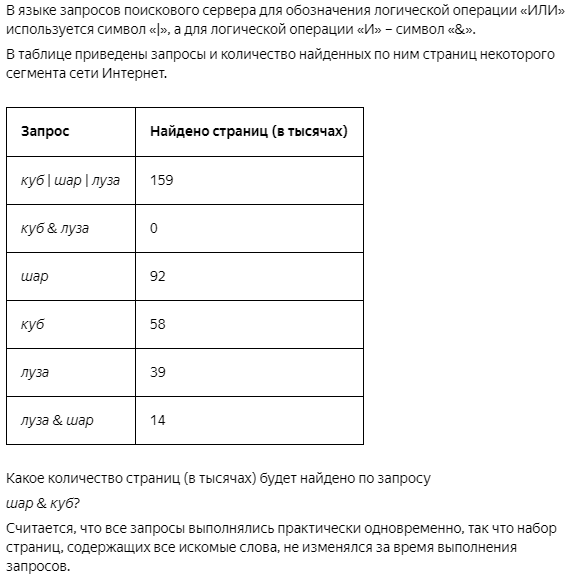 В языке запросов поискового сервера для обозначения логической операции «ИЛИ»
используется символ «|», а для логической операции «И» – символ «&».
В таблице приведены запросы и количество найденных по ним страниц некоторого
сегмента сети Интернет.
Запрос Найдено страниц (в тысячах)
куб | шар | луза 159
куб & луза 0
шар 92
куб 58
луза 39
луза & шар 14
Какое количество страниц (в тысячах) будет найдено по запросу
шар & куб?
Считается, что все запросы выполнялись практически одновременно, так что набор
страниц, содержащих все искомые слова, не изменялся за время выполнения
запросов.